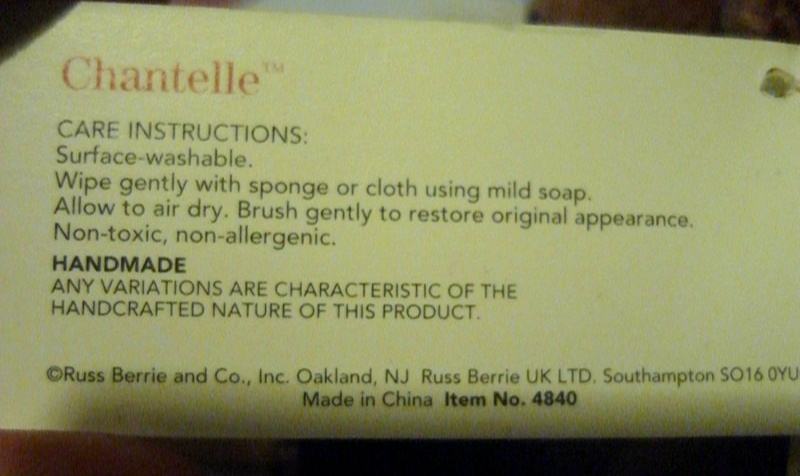 Chantelle™
CARE INSTRUCTIONS:
Surface-washable.
Wipe gently with sponge or cloth using mild soap.
Allow to air dry. Brush gently to restore original appearance.
Non-toxic, non-allergenic.
HANDMADE
ANY VARIATIONS ARE CHARACTERISTIC OF THE
HANDCRAFTED NATURE OF THIS PRODUCT.
©Russ Berrie and Co., Inc. Oakland, NJ Russ Berrie UK LTD. Southampton SO16 0YU
Made in China Item No. 4840